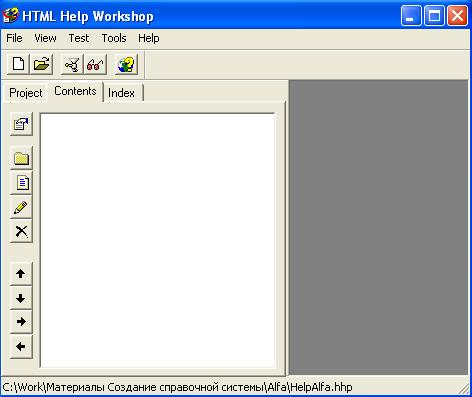 HTML Help Workshop
File View Test Tools Help
Project Contents Index
C:\Work\Материалы Создание справочной системы\Alfa\HelpAlfa.hhp